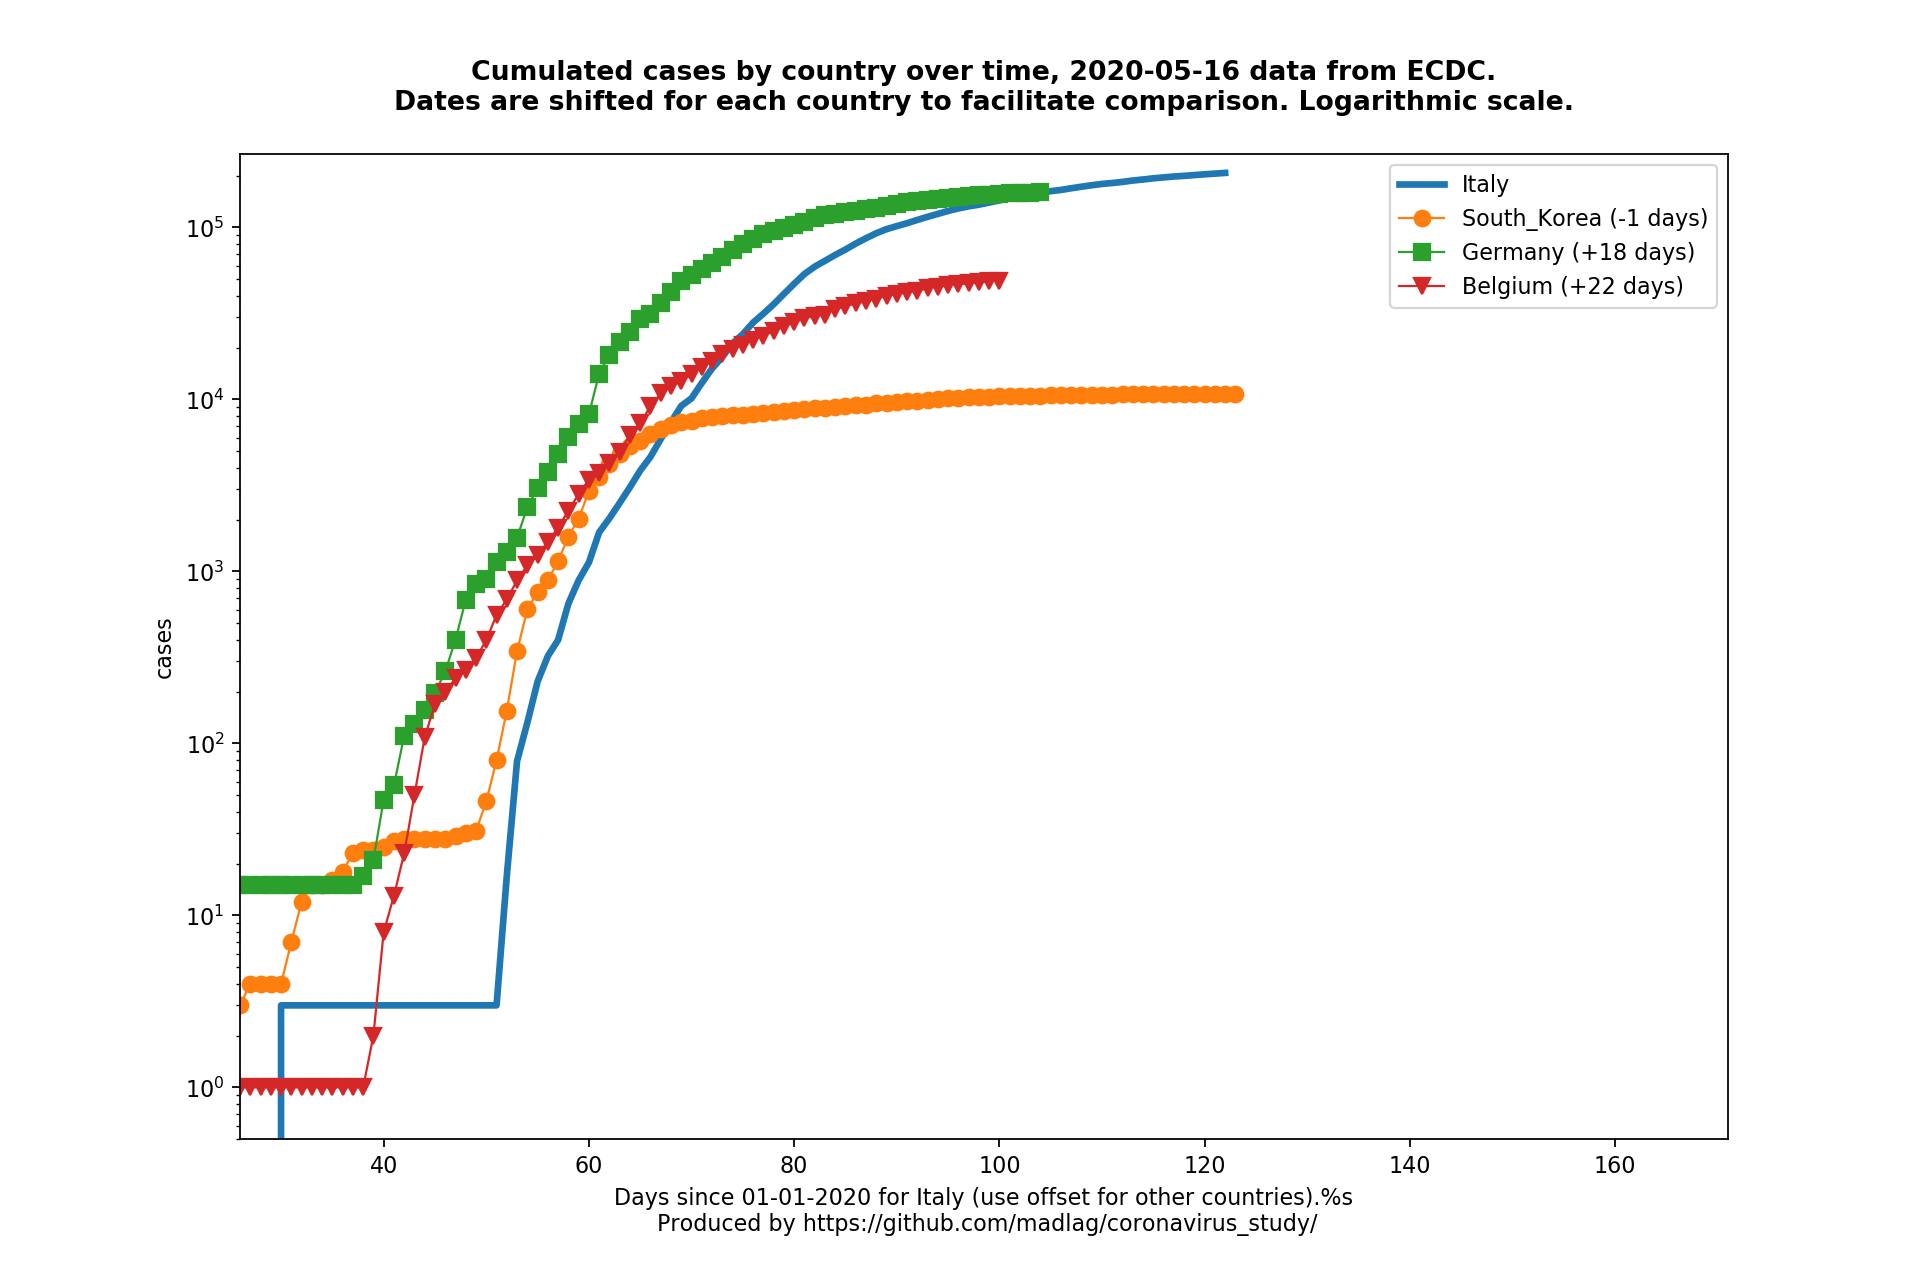 Cumulated cases by country over time, 2020-05-16 data from ECDC.
Dates are shifted for each country to facilitate comparison. Logarithmic scale.
Italy
South_Korea (-1 days)
Germany (+18 days)
Belgium (+22 days)
10^5
10^4
10^3
10^2
10^1
10^0
cases
40 60 80 100 120 140 160
Days since 01-01-2020 for Italy (use offset for other countries).%s
Produced by https://github.com/madlag/coronavirus_study/